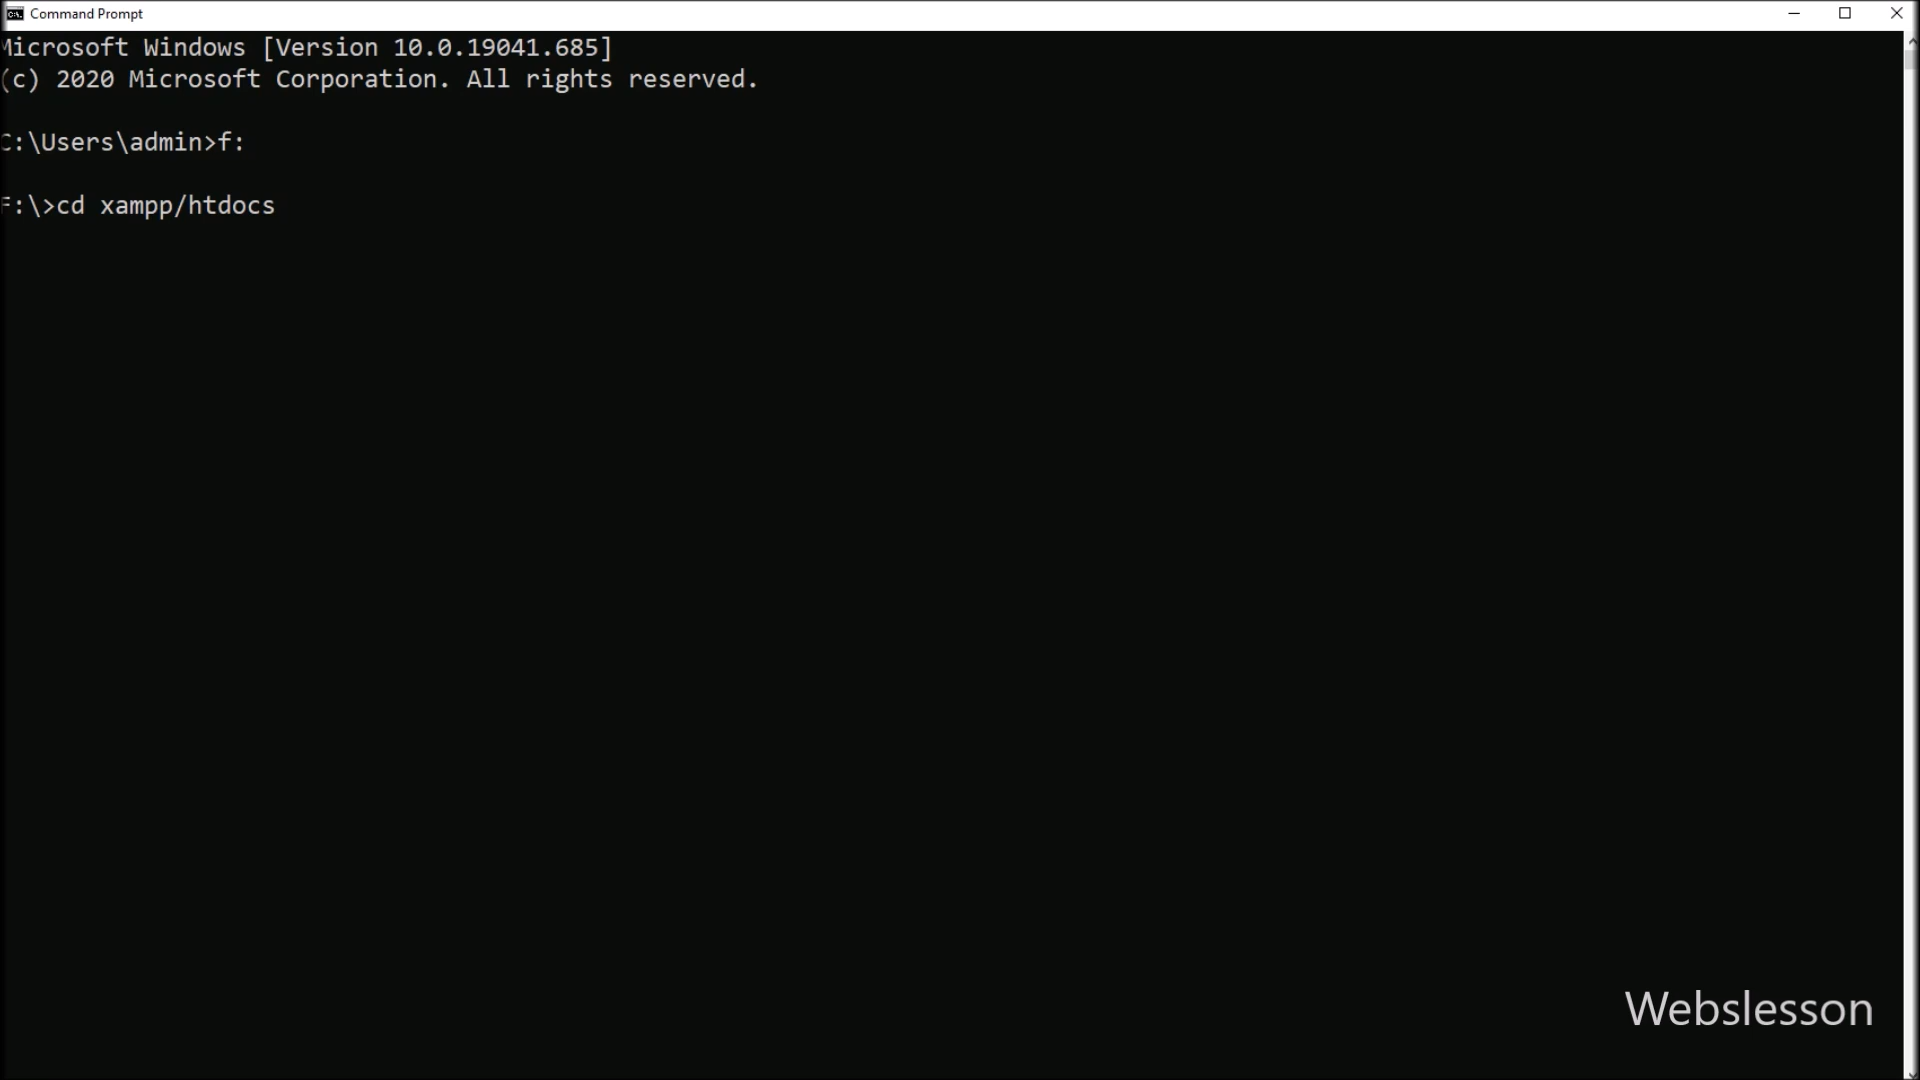 Command Prompt
Microsoft Windows [Version 10.0.19041.685]
(c) 2020 Microsoft Corporation. All rights reserved.
C:\Users\admin>f:
F:\>cd xampp/htdocs
Webslesson